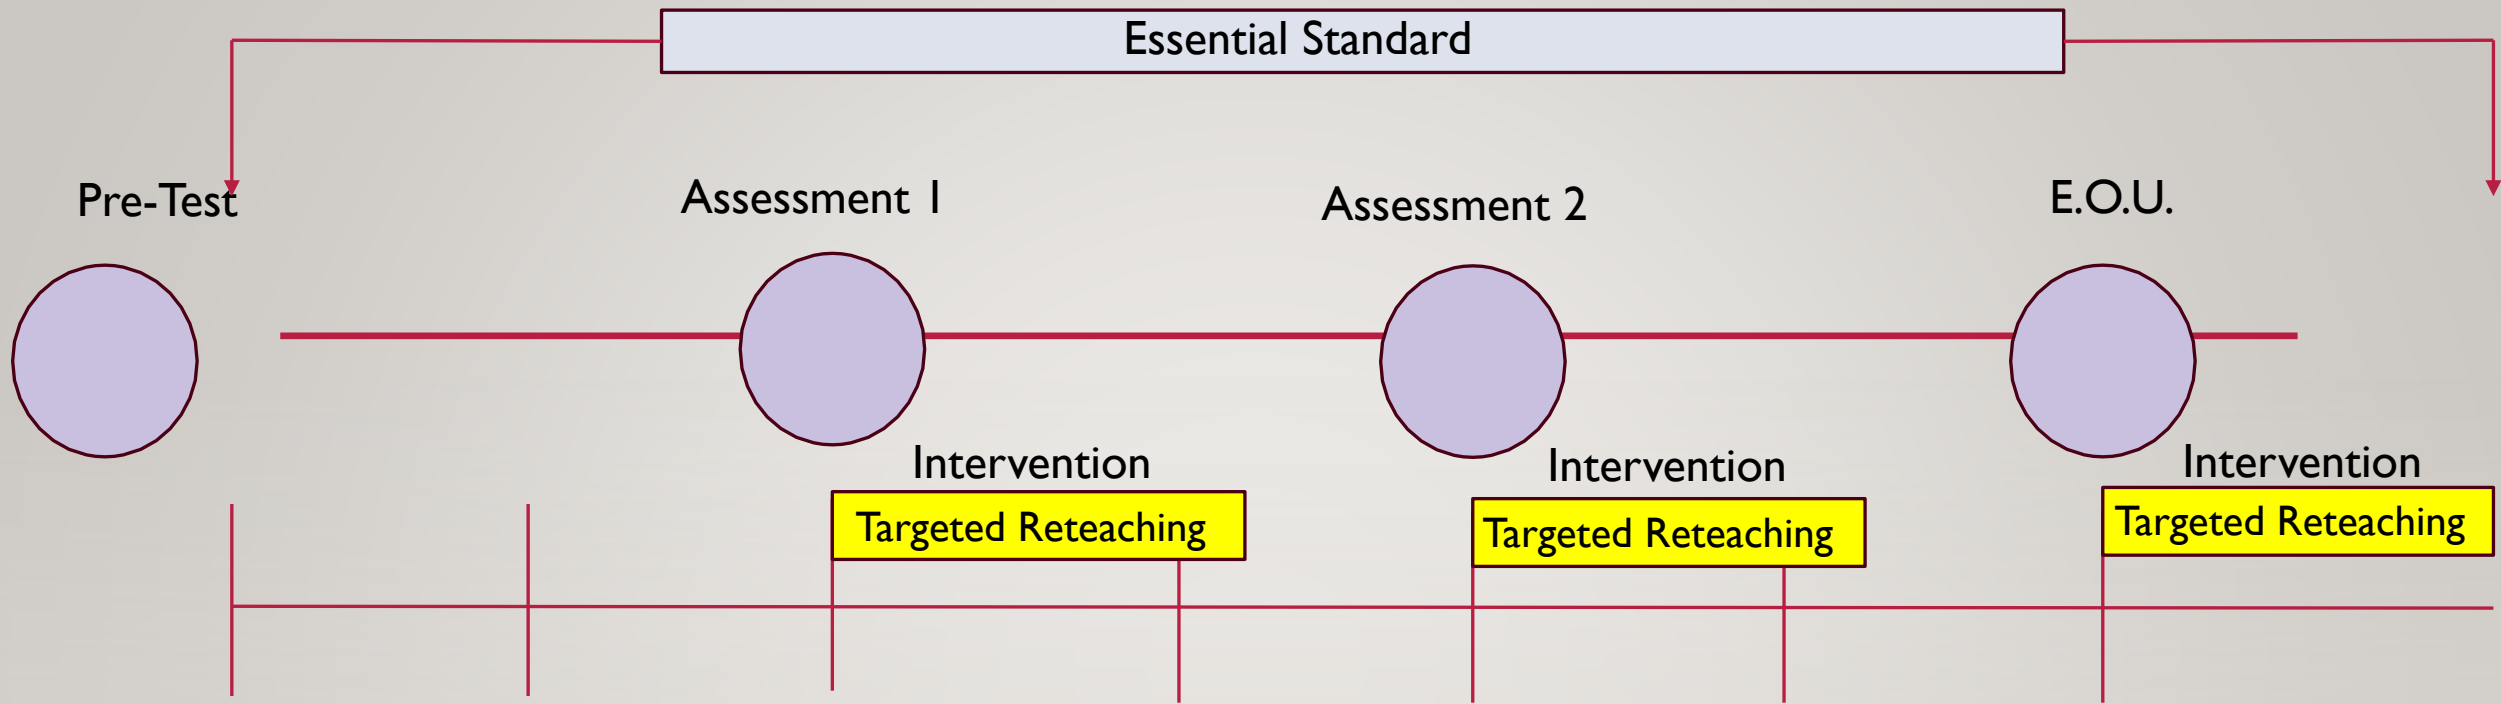 Essential Standard
Pre-Test
Assessment 1
Assessment 2
E.O.U.
Intervention
Targeted Reteaching
Intervention
Targeted Reteaching
Intervention
Targeted Reteaching